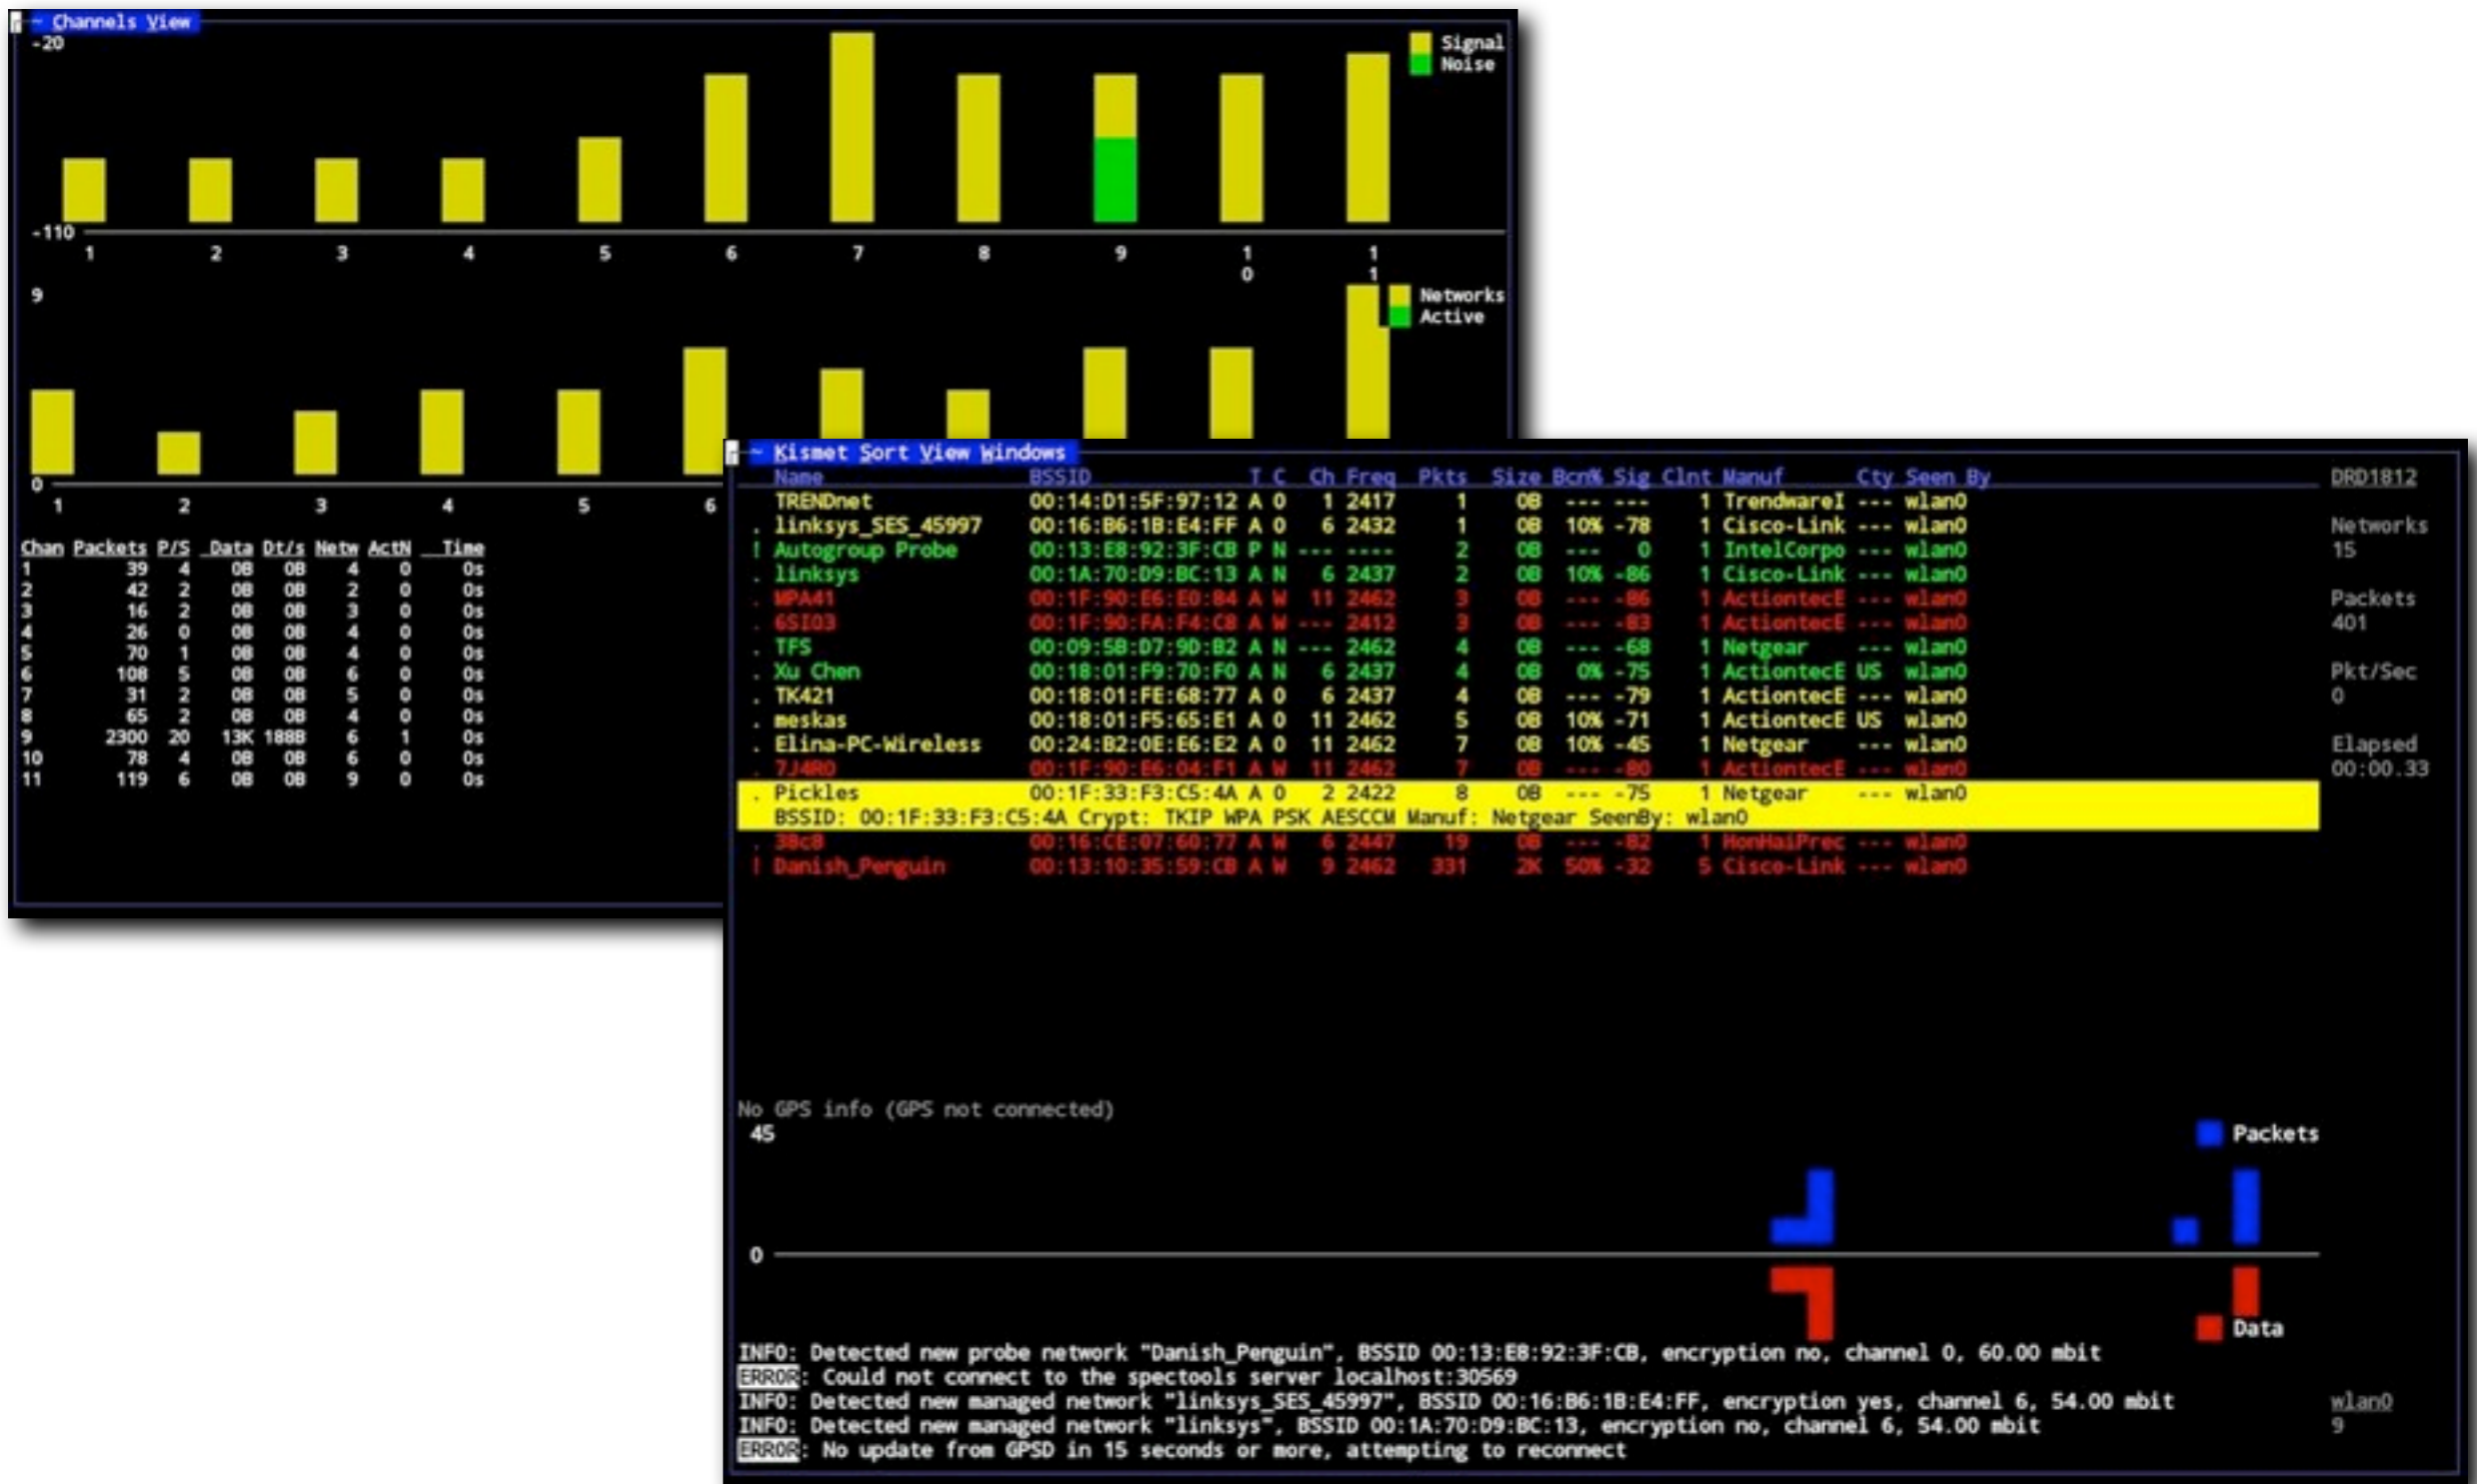 ~ Channels View
-20
Signal
Noise
-110
1 2 3 4 5 6 7 8 9 10 11
9
Networks
Active
0
1 2 3 4 5 6
Chan Packets P/S Data Dt/s Netw ActN Time
1 39 4 0B 0B 4 0 0s
2 42 2 0B 0B 2 0 0s
3 16 2 0B 0B 3 0 0s
4 26 0 0B 0B 4 0 0s
5 70 1 0B 0B 4 0 0s
6 108 5 0B 0B 6 0 0s
7 31 2 0B 0B 5 0 0s
8 65 2 0B 0B 4 0 0s
9 2300 20 13K 188B 6 1 0s
10 78 4 0B 0B 6 0 0s
11 119 6 0B 0B 9 0 0s
~ Kismet Sort View Windows
Name BSSID T C Ch Freq Pkts Size Bcn% Sig Clnt Manuf Cty Seen By
TRENDnet 00:14:D1:5F:97:12 A O 1 2417 1 0B --- --- 1 TrendwareI --- wlan0
. linksys_SES_45997 00:16:B6:1B:E4:FF A O 6 2432 1 0B 10% -78 1 Cisco-Link --- wlan0
! Autogroup Probe 00:13:E8:92:3F:CB P N --- ---- 2 0B --- 0 1 IntelCorpo --- wlan0
. linksys 00:1A:70:D9:BC:13 A N 6 2437 2 0B 10% -86 1 Cisco-Link --- wlan0
. WPA41 00:1F:90:E6:E0:84 A W 11 2462 3 0B --- -86 1 ActiontecE --- wlan0
. 6SI03 00:1F:90:FA:F4:C8 A W --- 2412 3 0B --- -83 1 ActiontecE --- wlan0
. TFS 00:09:5B:D7:9D:B2 A N --- 2462 4 0B --- -68 1 Netgear --- wlan0
. Xu Chen 00:18:01:F9:70:F0 A N 6 2437 4 0B 0% -75 1 ActiontecE US wlan0
. TK421 00:18:01:FE:68:77 A O 6 2437 4 0B --- -79 1 ActiontecE --- wlan0
. meskas 00:18:01:F5:65:E1 A O 11 2462 5 0B 10% -71 1 ActiontecE US wlan0
. Elina-PC-Wireless 00:24:B2:0E:E6:E2 A O 11 2462 7 0B 10% -45 1 Netgear --- wlan0
. 7J4R0 00:1F:90:E6:04:F1 A W 11 2462 7 0B --- -80 1 ActiontecE --- wlan0
. Pickles 00:1F:33:F3:C5:4A A O 2 2422 8 0B --- -75 1 Netgear --- wlan0
BSSID: 00:1F:33:F3:C5:4A Crypt: TKIP WPA PSK AESCCM Manuf: Netgear SeenBy: wlan0
. 38c8 00:16:CE:07:60:77 A W 6 2447 19 0B --- -82 1 HonHaiPrec --- wlan0
! Danish_Penguin 00:13:10:35:59:CB A W 9 2462 331 2K 50% -32 5 Cisco-Link --- wlan0
DRD1812
Networks
15
Packets
401
Pkt/Sec
0
Elapsed
00:00.33
No GPS info (GPS not connected)
45
Packets
0
Data
INFO: Detected new probe network "Danish_Penguin", BSSID 00:13:E8:92:3F:CB, encryption no, channel 0, 60.00 mbit
ERROR: Could not connect to the spectools server localhost:30569
INFO: Detected new managed network "linksys_SES_45997", BSSID 00:16:B6:1B:E4:FF, encryption yes, channel 6, 54.00 mbit
INFO: Detected new managed network "linksys", BSSID 00:1A:70:D9:BC:13, encryption no, channel 6, 54.00 mbit
ERROR: No update from GPSD in 15 seconds or more, attempting to reconnect
wlan0
9